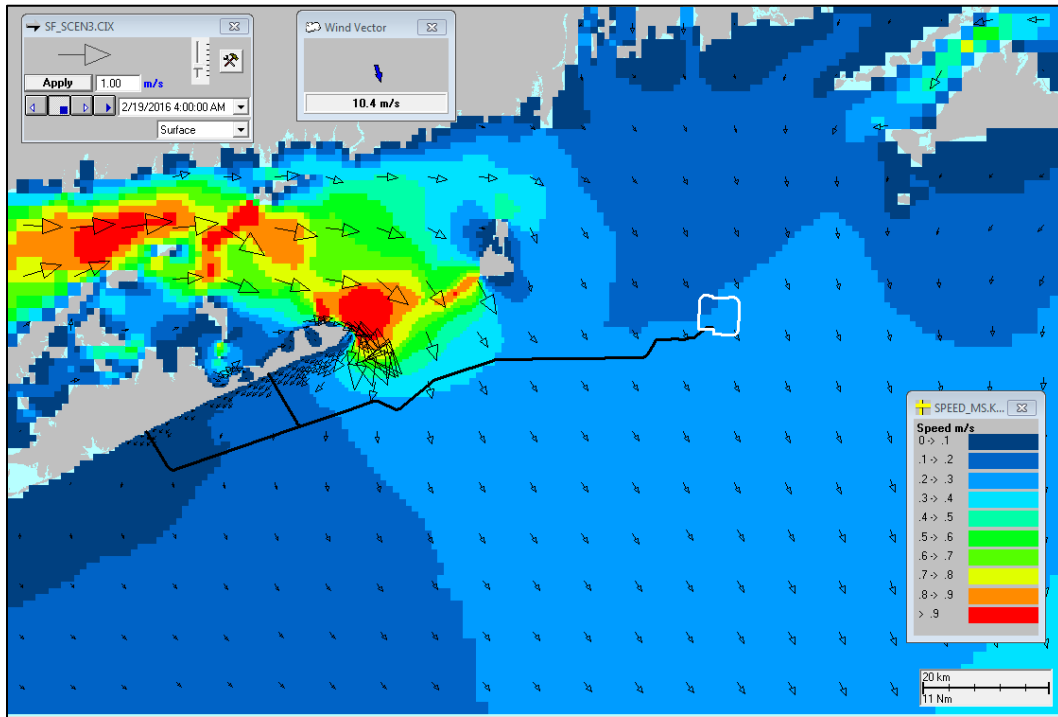 SF_SCEN3.CIX
Apply 1.00 m/s
2/19/2016 4:00:00 AM
Surface
Wind Vector
10.4 m/s
SPEED_MS.K...
Speed m/s
0 -> .1
.1 -> .2
.2 -> .3
.3 -> .4
.4 -> .5
.5 -> .6
.6 -> .7
.7 -> .8
.8 -> .9
> .9
20 km
11 Nm